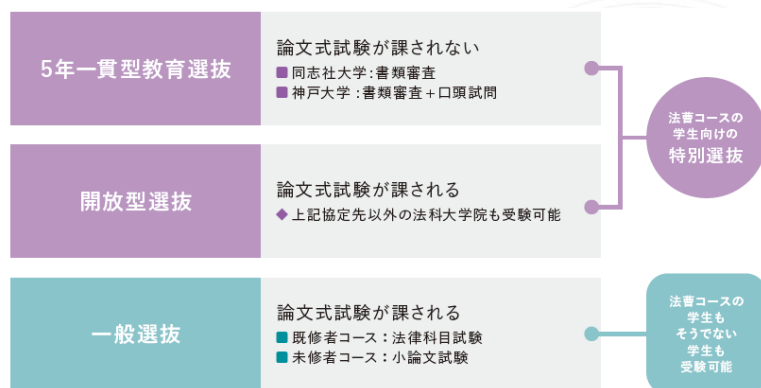 5年一貫型教育選抜
論文式試験が課されない
■ 同志社大学:書類審査
■ 神戸大学:書類審査+口頭試問
法曹コースの
学生向けの
特別選抜
開放型選抜
論文式試験が課される
◆ 上記協定先以外の法科大学院も受験可能
一般選抜
論文式試験が課される
■ 既修者コース:法律科目試験
■ 未修者コース:小論文試験
法曹コースの
学生も
そうでない
学生も
受験可能